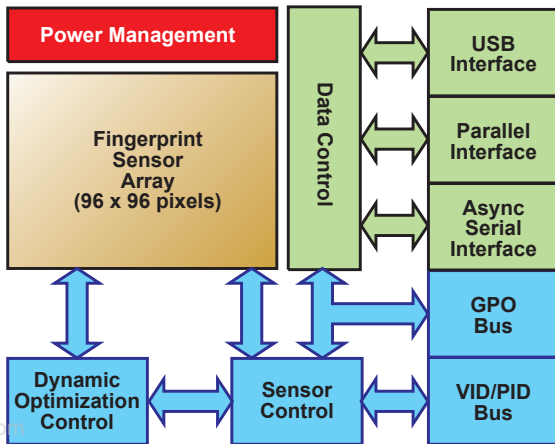 Power Management
Fingerprint
Sensor
Array
(96 x 96 pixels)
Data Control
USB
Interface
Parallel
Interface
Async
Serial
Interface
GPO
Bus
VID/PID
Bus
Dynamic
Optimization
Control
Sensor
Control